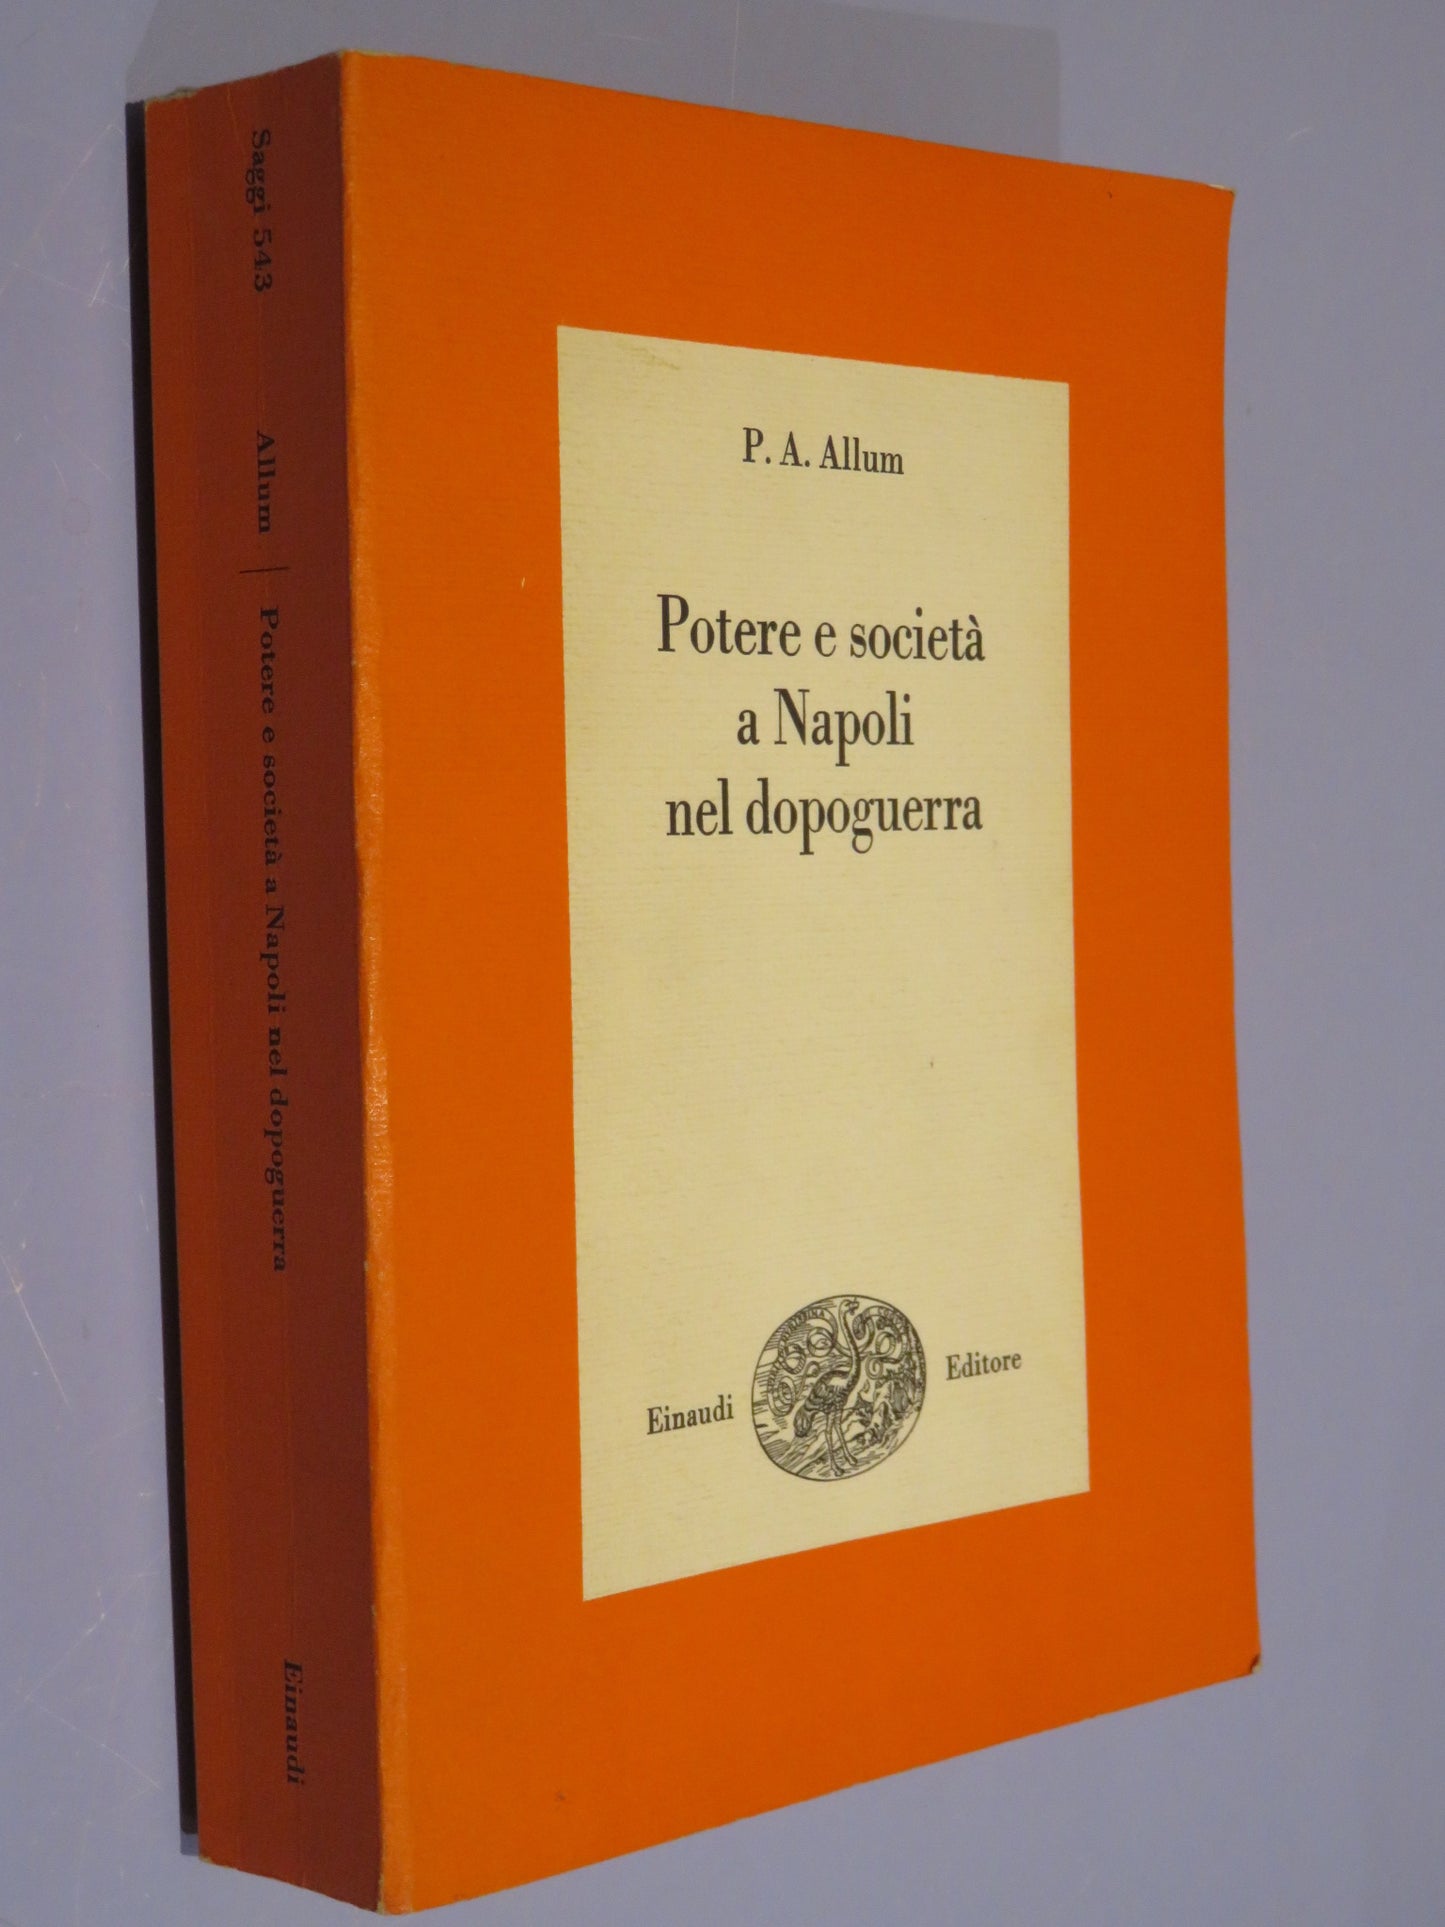 Saggi 543
Allum | Potere e società a Napoli nel dopoguerra
Einaudi
P. A. Allum
Potere e società
a Napoli
nel dopoguerra
Einaudi
Editore